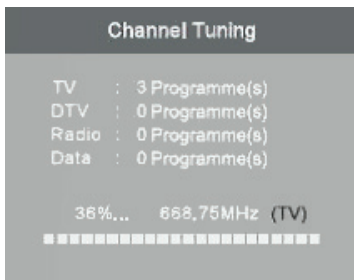 Channel Tuning
TV : 3 Programme(s)
DTV : 0 Programme(s)
Radio : 0 Programme(s)
Data : 0 Programme(s)
36%... 668.75MHz (TV)